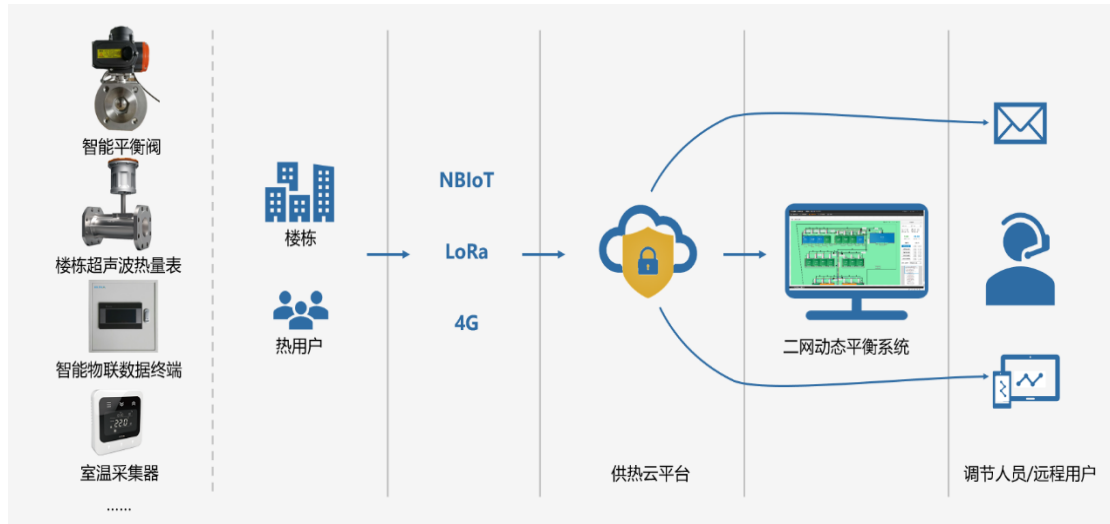 智能平衡阀
楼栋超声波热量表
智能物联数据终端
室温采集器
……
楼栋
热用户
NBIoT
LoRa
4G
供热云平台
二网动态平衡系统
调节人员/远程用户